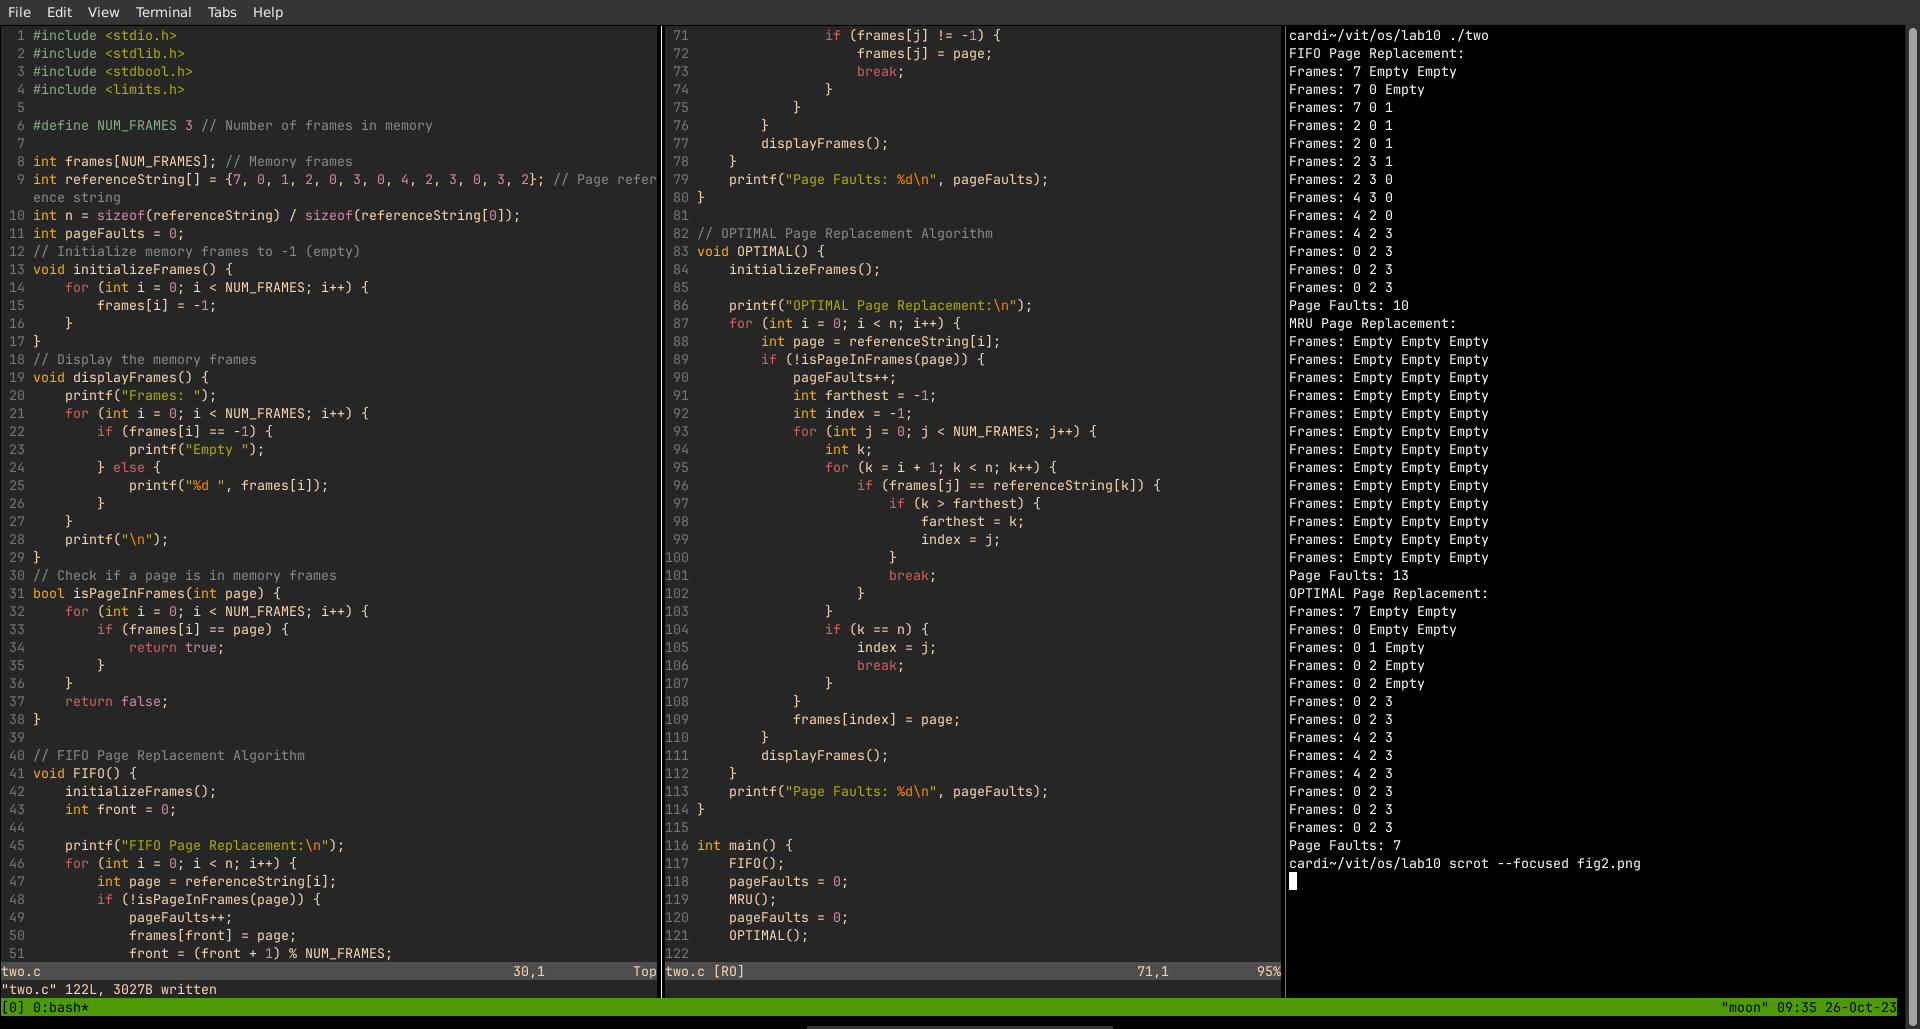 File Edit View Terminal Tabs Help
1 #include <stdio.h>
2 #include <stdlib.h>
3 #include <stdbool.h>
4 #include <limits.h>
5
6 #define NUM_FRAMES 3 // Number of frames in memory
7
8 int frames[NUM_FRAMES]; // Memory frames
9 int referenceString[] = {7, 0, 1, 2, 0, 3, 0, 4, 2, 3, 0, 3, 2}; // Page refer
ence string
10 int n = sizeof(referenceString) / sizeof(referenceString[0]);
11 int pageFaults = 0;
12 // Initialize memory frames to -1 (empty)
13 void initializeFrames() {
14     for (int i = 0; i < NUM_FRAMES; i++) {
15         frames[i] = -1;
16     }
17 }
18 // Display the memory frames
19 void displayFrames() {
20     printf("Frames: ");
21     for (int i = 0; i < NUM_FRAMES; i++) {
22         if (frames[i] == -1) {
23             printf("Empty ");
24         } else {
25             printf("%d ", frames[i]);
26         }
27     }
28     printf("\n");
29 }
30 // Check if a page is in memory frames
31 bool isPageInFrames(int page) {
32     for (int i = 0; i < NUM_FRAMES; i++) {
33         if (frames[i] == page) {
34             return true;
35         }
36     }
37     return false;
38 }
39
40 // FIFO Page Replacement Algorithm
41 void FIFO() {
42     initializeFrames();
43     int front = 0;
44
45     printf("FIFO Page Replacement:\n");
46     for (int i = 0; i < n; i++) {
47         int page = referenceString[i];
48         if (!isPageInFrames(page)) {
49             pageFaults++;
50             frames[front] = page;
51             front = (front + 1) % NUM_FRAMES;
two.c 30,1 Top
"two.c" 122L, 3027B written
71                 if (frames[j] != -1) {
72                     frames[j] = page;
73                     break;
74                 }
75             }
76         }
77         displayFrames();
78     }
79     printf("Page Faults: %d\n", pageFaults);
80 }
81
82 // OPTIMAL Page Replacement Algorithm
83 void OPTIMAL() {
84     initializeFrames();
85
86     printf("OPTIMAL Page Replacement:\n");
87     for (int i = 0; i < n; i++) {
88         int page = referenceString[i];
89         if (!isPageInFrames(page)) {
90             pageFaults++;
91             int farthest = -1;
92             int index = -1;
93             for (int j = 0; j < NUM_FRAMES; j++) {
94                 int k;
95                 for (k = i + 1; k < n; k++) {
96                     if (frames[j] == referenceString[k]) {
97                         if (k > farthest) {
98                             farthest = k;
99                             index = j;
100                         }
101                         break;
102                     }
103                 }
104                 if (k == n) {
105                     index = j;
106                     break;
107                 }
108             }
109             frames[index] = page;
110         }
111         displayFrames();
112     }
113     printf("Page Faults: %d\n", pageFaults);
114 }
115
116 int main() {
117     FIFO();
118     pageFaults = 0;
119     MRU();
120     pageFaults = 0;
121     OPTIMAL();
122
two.c [RO] 71,1 95%
cardi~/vit/os/lab10 ./two
FIFO Page Replacement:
Frames: 7 Empty Empty
Frames: 7 0 Empty
Frames: 7 0 1
Frames: 2 0 1
Frames: 2 0 1
Frames: 2 3 1
Frames: 2 3 0
Frames: 4 3 0
Frames: 4 2 0
Frames: 4 2 3
Frames: 0 2 3
Frames: 0 2 3
Frames: 0 2 3
Page Faults: 10
MRU Page Replacement:
Frames: Empty Empty Empty
Frames: Empty Empty Empty
Frames: Empty Empty Empty
Frames: Empty Empty Empty
Frames: Empty Empty Empty
Frames: Empty Empty Empty
Frames: Empty Empty Empty
Frames: Empty Empty Empty
Frames: Empty Empty Empty
Frames: Empty Empty Empty
Frames: Empty Empty Empty
Frames: Empty Empty Empty
Frames: Empty Empty Empty
Page Faults: 13
OPTIMAL Page Replacement:
Frames: 7 Empty Empty
Frames: 0 Empty Empty
Frames: 0 1 Empty
Frames: 0 2 Empty
Frames: 0 2 Empty
Frames: 0 2 3
Frames: 0 2 3
Frames: 4 2 3
Frames: 4 2 3
Frames: 4 2 3
Frames: 0 2 3
Frames: 0 2 3
Frames: 0 2 3
Page Faults: 7
cardi~/vit/os/lab10 scrot --focused fig2.png
[0] 0:bash* "moon" 09:35 26-Oct-23